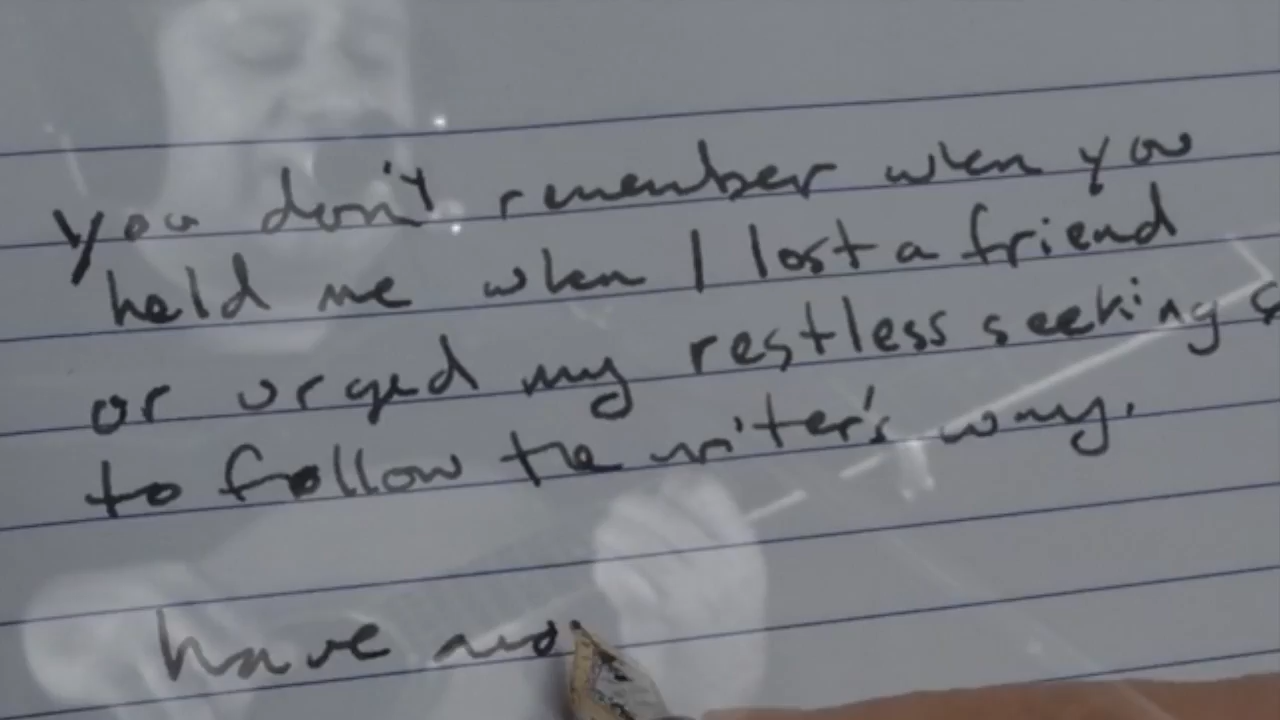 you don't remember when you
held me when I lost a friend
or urged my restless seeking
to follow the writer's way.
have